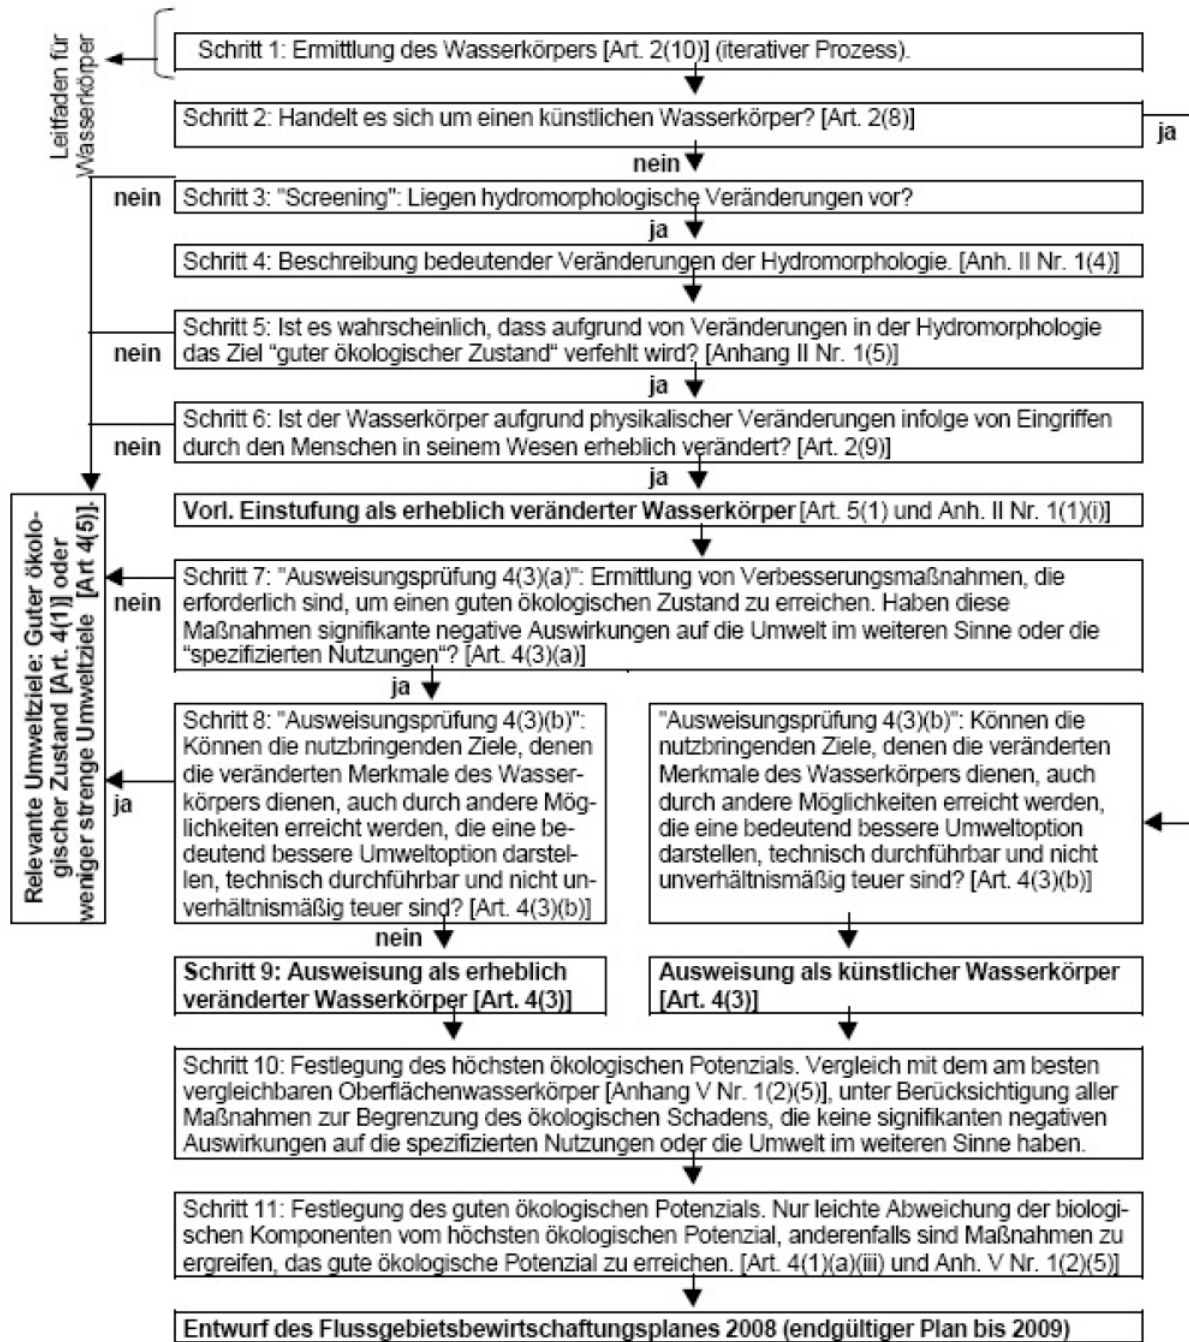 Leitfaden für
Wasserkörper
Schritt 1: Ermittlung des Wasserkörpers [Art. 2(10)] (iterativer Prozess).
Schritt 2: Handelt es sich um einen künstlichen Wasserkörper? [Art. 2(8)]
ja
nein
nein
Schritt 3: "Screening": Liegen hydromorphologische Veränderungen vor?
ja
Schritt 4: Beschreibung bedeutender Veränderungen der Hydromorphologie. [Anh. II Nr. 1(4)]
Schritt 5: Ist es wahrscheinlich, dass aufgrund von Veränderungen in der Hydromorphologie
das Ziel “guter ökologischer Zustand“ verfehlt wird? [Anhang II Nr. 1(5)]
nein
ja
Schritt 6: Ist der Wasserkörper aufgrund physikalischer Veränderungen infolge von Eingriffen
durch den Menschen in seinem Wesen erheblich verändert? [Art. 2(9)]
nein
ja
Vorl. Einstufung als erheblich veränderter Wasserkörper [Art. 5(1) und Anh. II Nr. 1(1)(i)]
Relevante Umweltziele: Guter ökolo-
gischer Zustand [Art. 4(1)] oder
weniger strenge Umweltziele [Art 4(5)].
Schritt 7: "Ausweisungsprüfung 4(3)(a)": Ermittlung von Verbesserungsmaßnahmen, die
erforderlich sind, um einen guten ökologischen Zustand zu erreichen. Haben diese
Maßnahmen signifikante negative Auswirkungen auf die Umwelt im weiteren Sinne oder die
“spezifizierten Nutzungen“? [Art. 4(3)(a)]
nein
ja
Schritt 8: "Ausweisungsprüfung 4(3)(b)":
Können die nutzbringenden Ziele, denen
die veränderten Merkmale des Wasser-
körpers dienen, auch durch andere Mög-
lichkeiten erreicht werden, die eine be-
deutend bessere Umweltoption darstel-
len, technisch durchführbar und nicht un-
verhältnismäßig teuer sind? [Art. 4(3)(b)]
ja
nein
"Ausweisungsprüfung 4(3)(b)": Können die
nutzbringenden Ziele, denen die veränderten
Merkmale des Wasserkörpers dienen, auch
durch andere Möglichkeiten erreicht werden,
die eine bedeutend bessere Umweltoption
darstellen, technisch durchführbar und nicht
unverhältnismäßig teuer sind? [Art. 4(3)(b)]
Schritt 9: Ausweisung als erheblich
veränderter Wasserkörper [Art. 4(3)]
Ausweisung als künstlicher Wasserkörper
[Art. 4(3)]
Schritt 10: Festlegung des höchsten ökologischen Potenzials. Vergleich mit dem am besten
vergleichbaren Oberflächenwasserkörper [Anhang V Nr. 1(2)(5)], unter Berücksichtigung aller
Maßnahmen zur Begrenzung des ökologischen Schadens, die keine signifikanten negativen
Auswirkungen auf die spezifizierten Nutzungen oder die Umwelt im weiteren Sinne haben.
Schritt 11: Festlegung des guten ökologischen Potenzials. Nur leichte Abweichung der biologi-
schen Komponenten vom höchsten ökologischen Potenzial, anderenfalls sind Maßnahmen zu
ergreifen, das gute ökologische Potenzial zu erreichen. [Art. 4(1)(a)(iii) und Anh. V Nr. 1(2)(5)]
Entwurf des Flussgebietsbewirtschaftungsplanes 2008 (endgültiger Plan bis 2009)